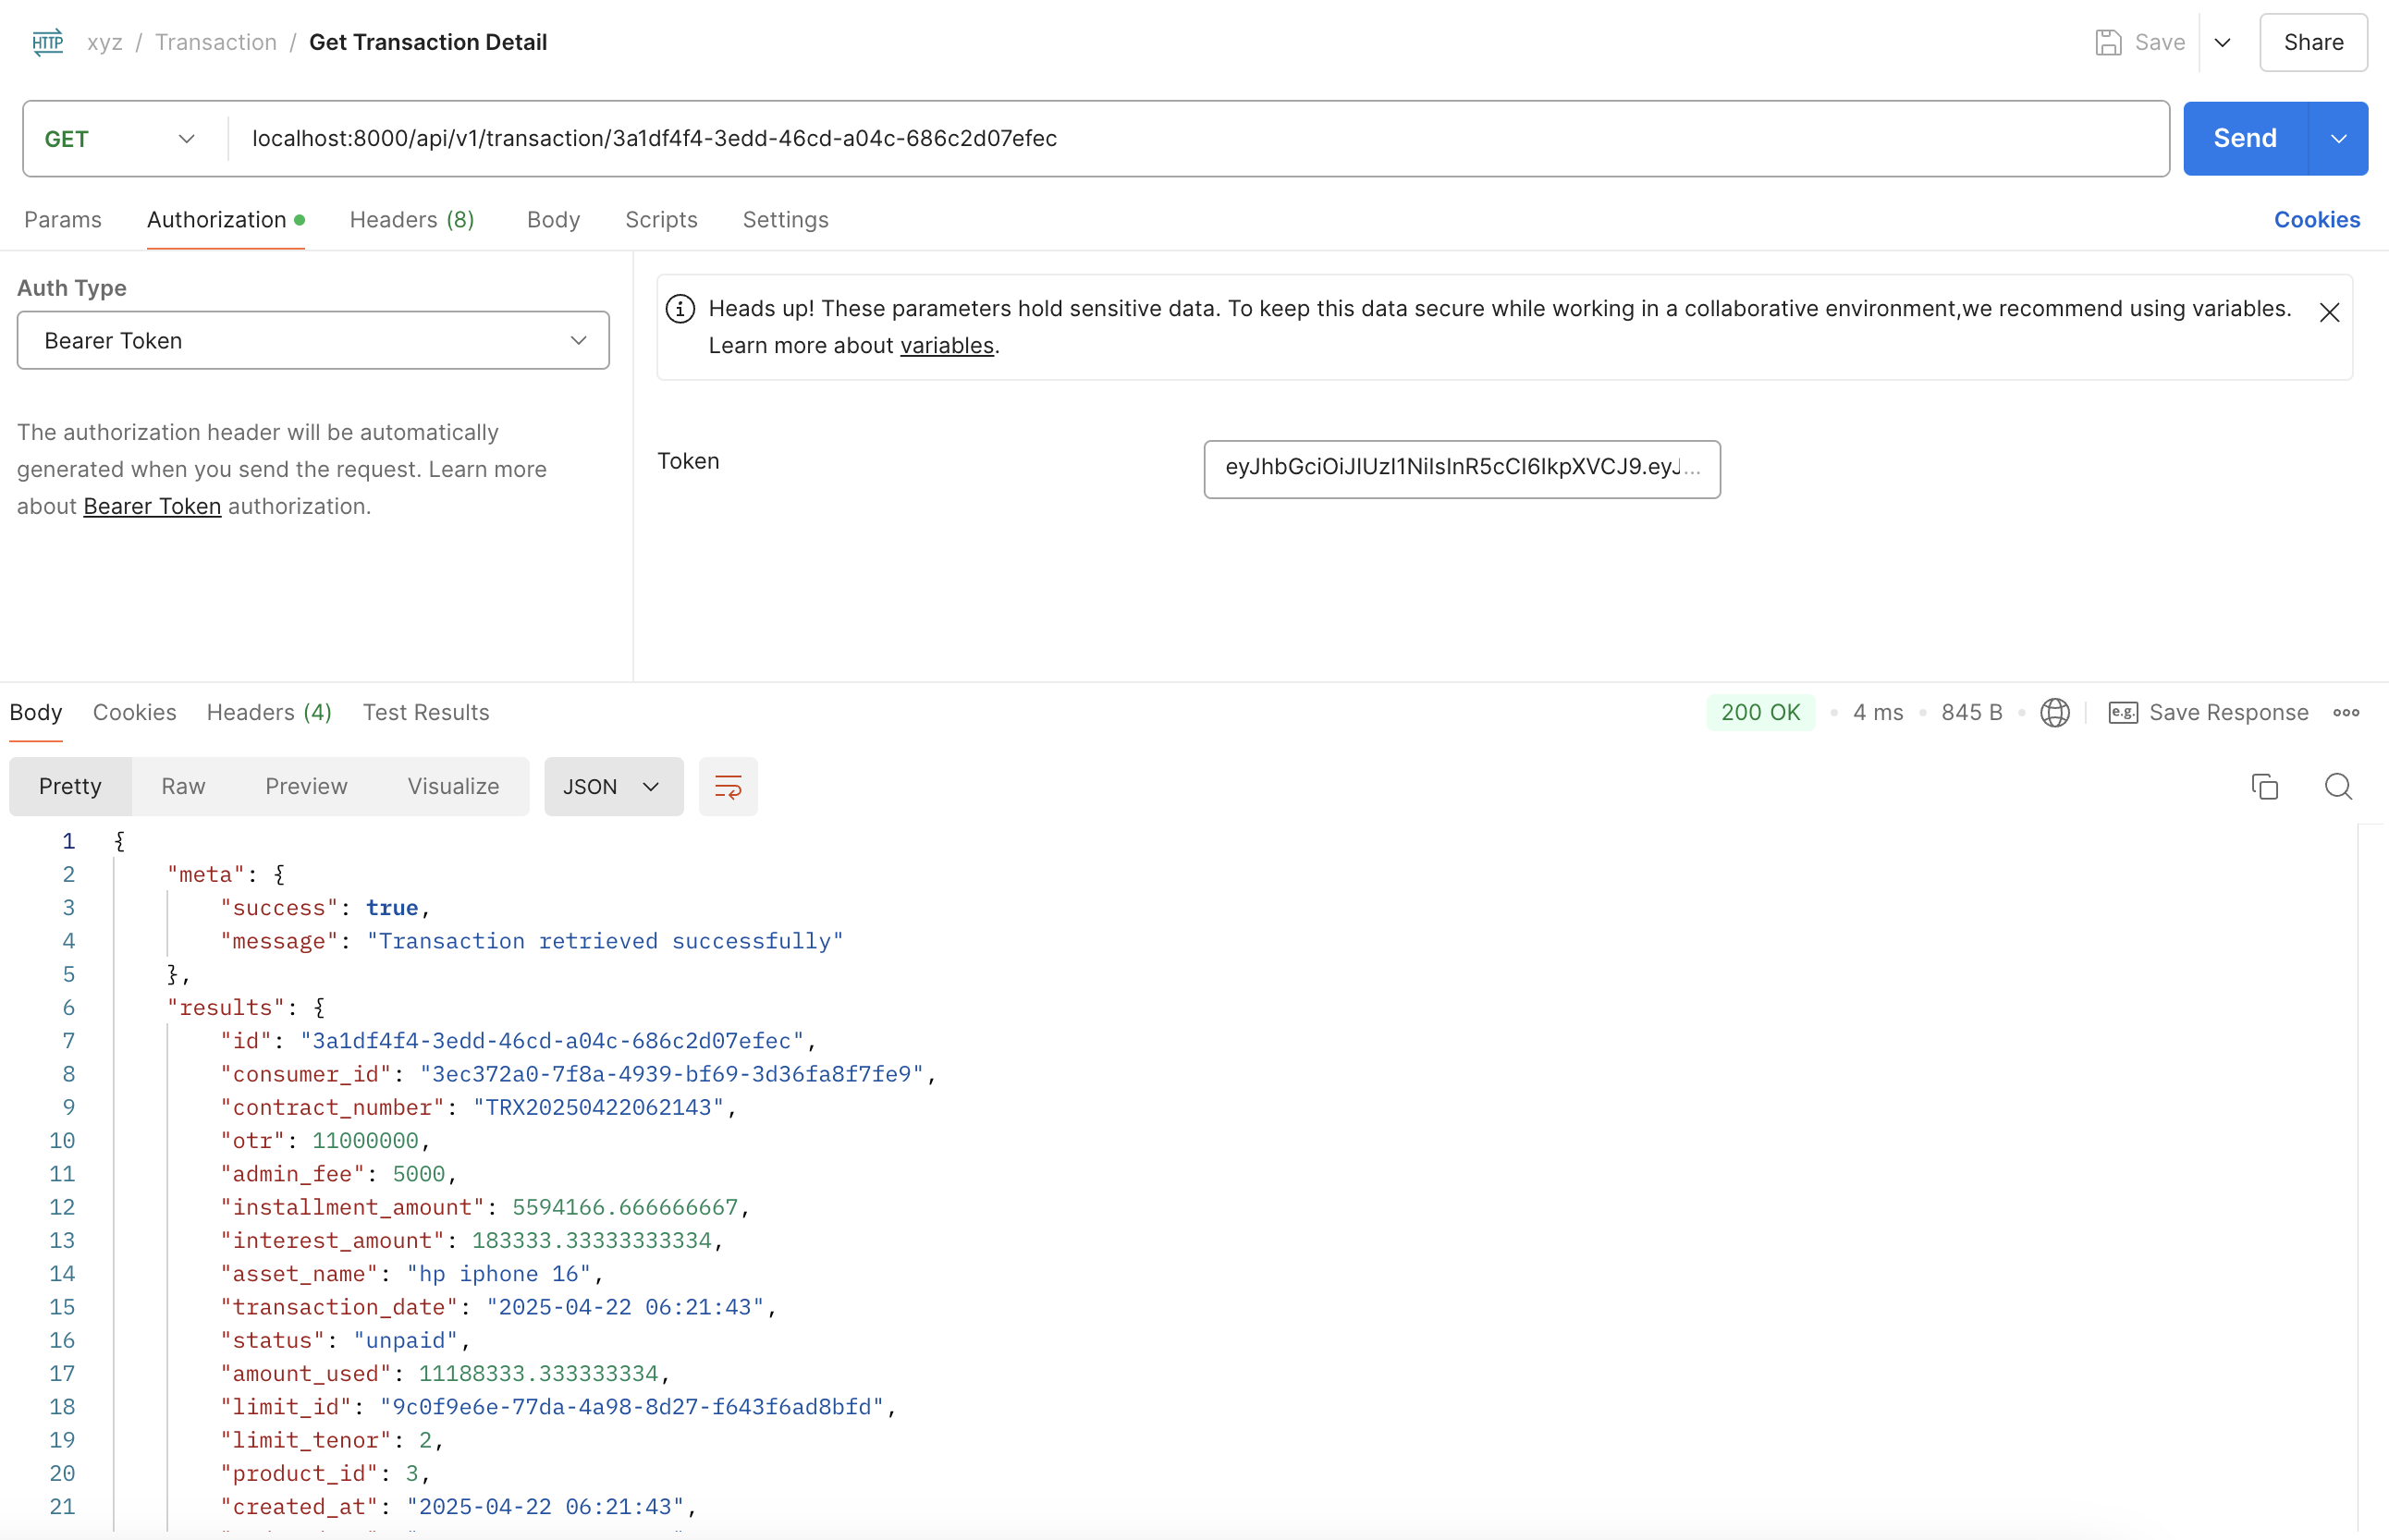 HTTP xyz / Transaction / Get Transaction Detail Save Share
GET localhost:8000/api/v1/transaction/3a1df4f4-3edd-46cd-a04c-686c2d07efec Send
Params Authorization Headers (8) Body Scripts Settings Cookies
Auth Type
Bearer Token
The authorization header will be automatically
generated when you send the request. Learn more
about Bearer Token authorization.
Heads up! These parameters hold sensitive data. To keep this data secure while working in a collaborative environment,we recommend using variables.
Learn more about variables.
Token eyJhbGciOiJIUzI1NiIsInR5cCI6IkpXVCJ9.eyJ...
Body Cookies Headers (4) Test Results 200 OK 4 ms 845 B e.g. Save Response
Pretty Raw Preview Visualize JSON
1 {
2 "meta": {
3 "success": true,
4 "message": "Transaction retrieved successfully"
5 },
6 "results": {
7 "id": "3a1df4f4-3edd-46cd-a04c-686c2d07efec",
8 "consumer_id": "3ec372a0-7f8a-4939-bf69-3d36fa8f7fe9",
9 "contract_number": "TRX20250422062143",
10 "otr": 11000000,
11 "admin_fee": 5000,
12 "installment_amount": 5594166.666666667,
13 "interest_amount": 183333.33333333334,
14 "asset_name": "hp iphone 16",
15 "transaction_date": "2025-04-22 06:21:43",
16 "status": "unpaid",
17 "amount_used": 11188333.333333334,
18 "limit_id": "9c0f9e6e-77da-4a98-8d27-f643f6ad8bfd",
19 "limit_tenor": 2,
20 "product_id": 3,
21 "created_at": "2025-04-22 06:21:43",